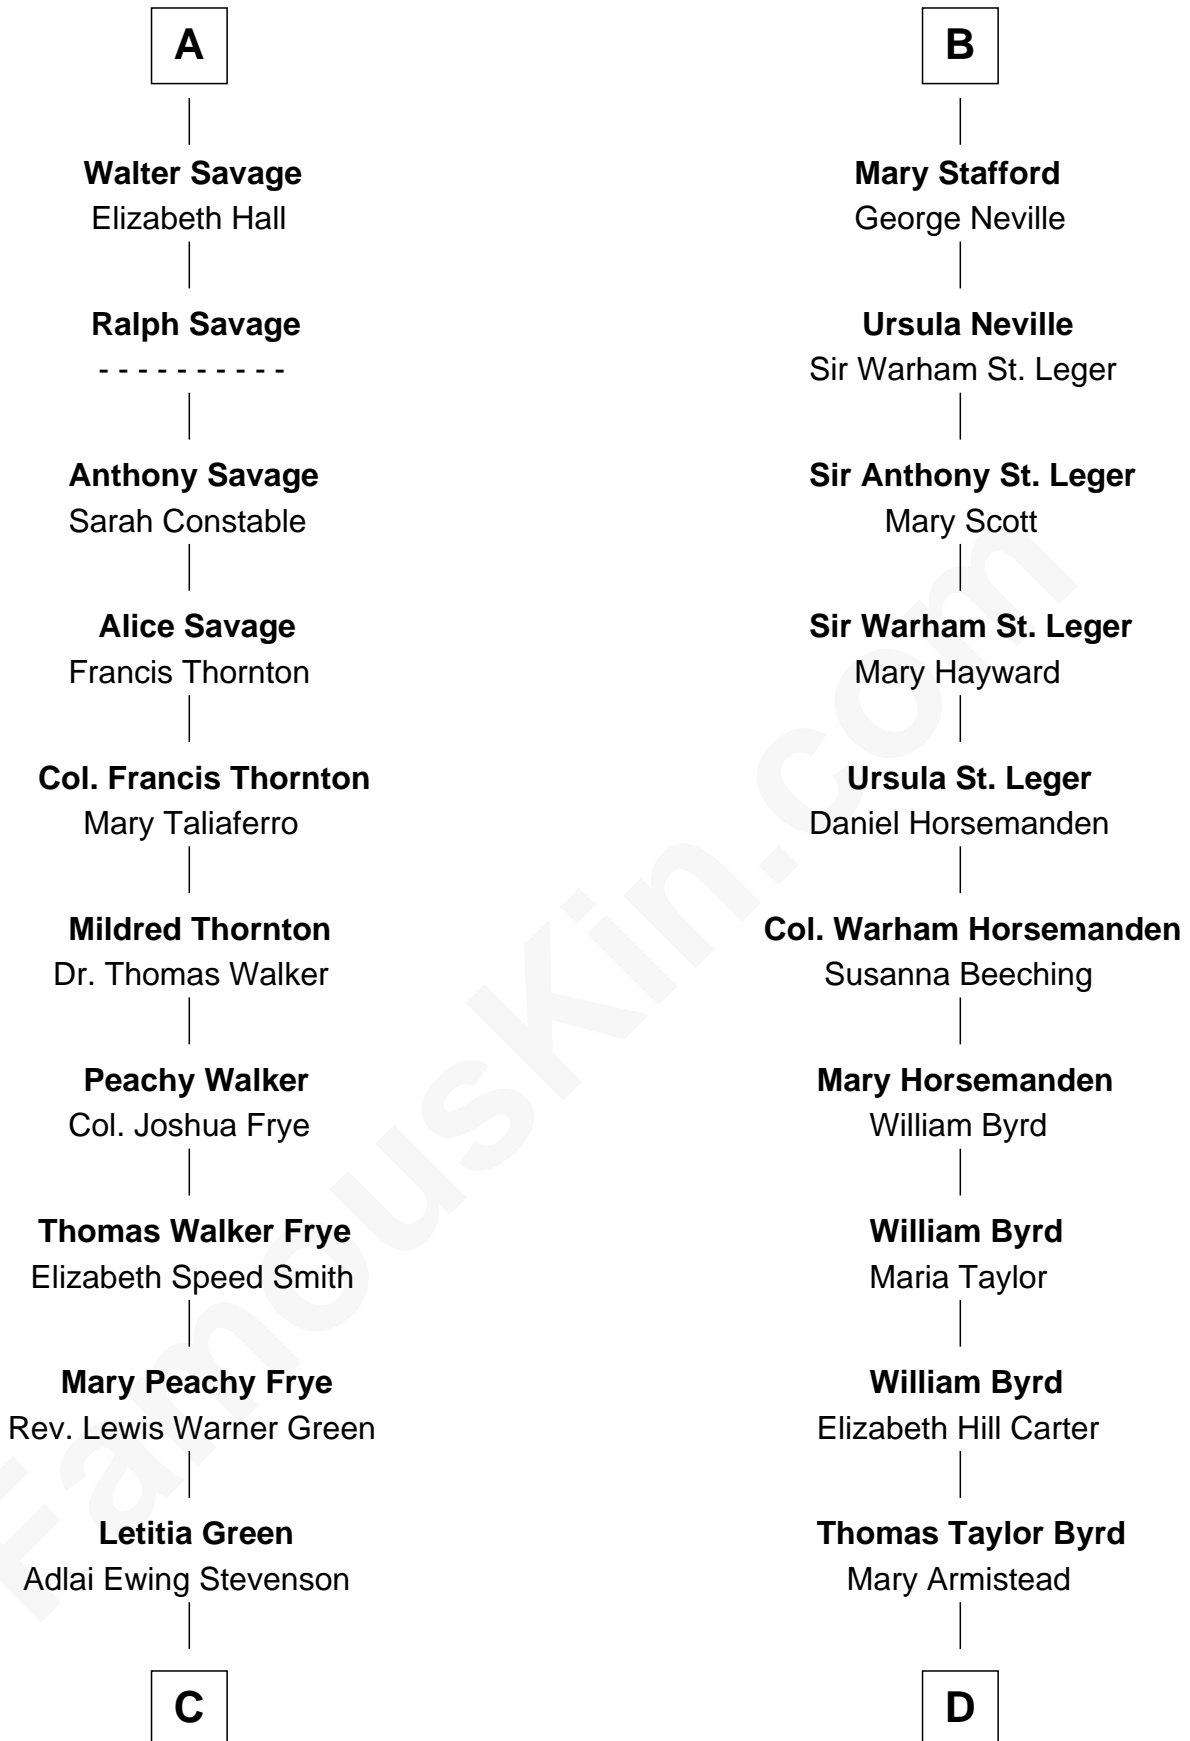 A
Walter Savage
Elizabeth Hall
Ralph Savage
- - - - - - - - - -
Anthony Savage
Sarah Constable
Alice Savage
Francis Thornton
Col. Francis Thornton
Mary Taliaferro
Mildred Thornton
Dr. Thomas Walker
Peachy Walker
Col. Joshua Frye
Thomas Walker Frye
Elizabeth Speed Smith
Mary Peachy Frye
Rev. Lewis Warner Green
Letitia Green
Adlai Ewing Stevenson
C
B
Mary Stafford
George Neville
Ursula Neville
Sir Warham St. Leger
Sir Anthony St. Leger
Mary Scott
Sir Warham St. Leger
Mary Hayward
Ursula St. Leger
Daniel Horsemanden
Col. Warham Horsemanden
Susanna Beeching
Mary Horsemanden
William Byrd
William Byrd
Maria Taylor
William Byrd
Elizabeth Hill Carter
Thomas Taylor Byrd
Mary Armistead
D
FamousKin.com